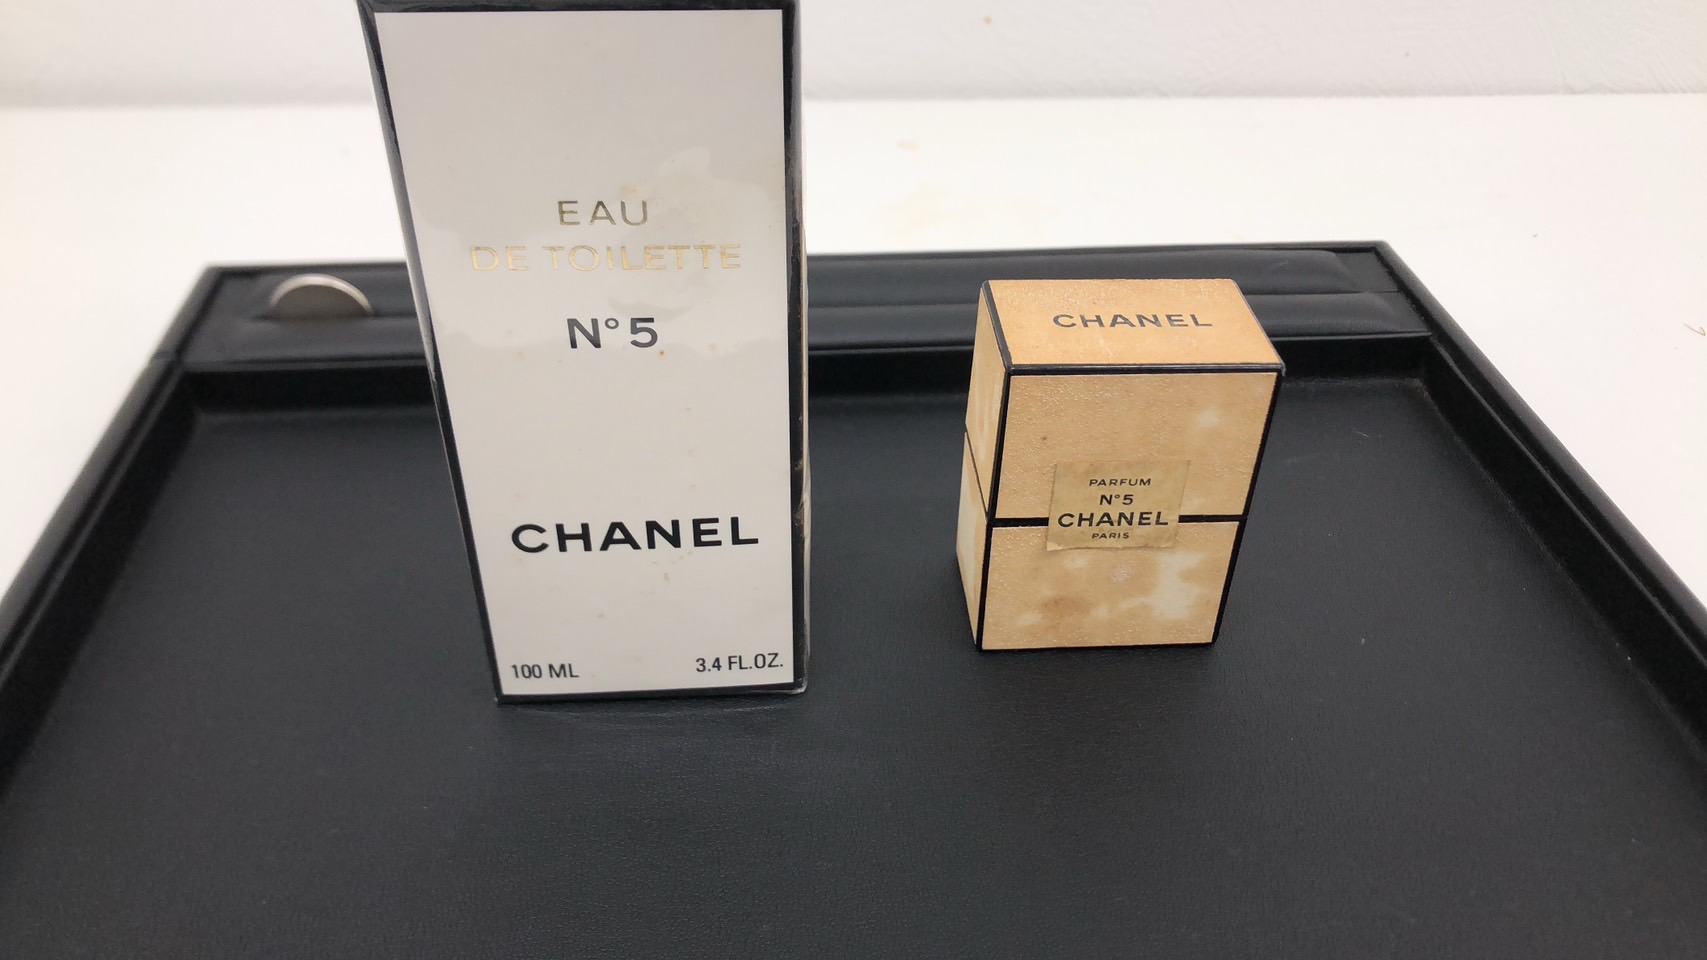 EAU
DE TOILETTE
N°5
CHANEL
100 ML 3.4 FL.OZ.
CHANEL
PARFUM
N°5
CHANEL
PARIS